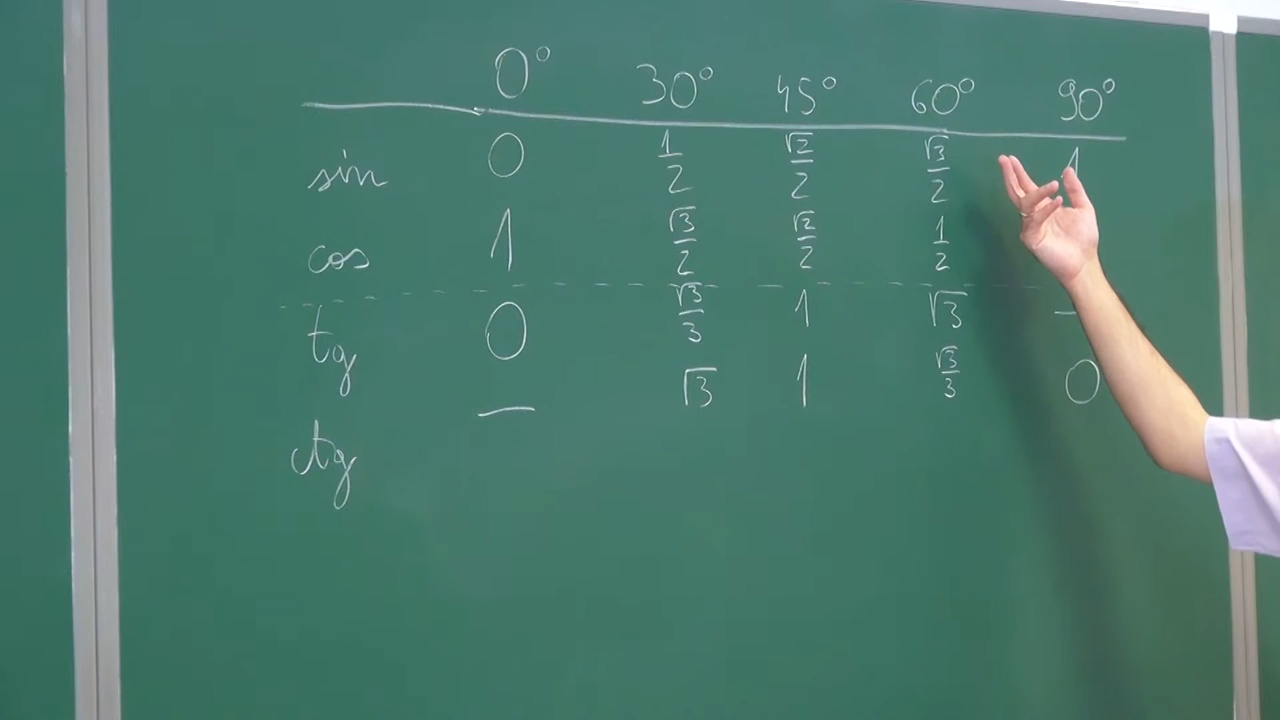 0° 30° 45° 60° 90°
sin 0 1/2 √2/2 √3/2 1
cos 1 √3/2 √2/2 1/2
tg 0 √3/3 1 √3 —
ctg — √3 1 √3/3 0